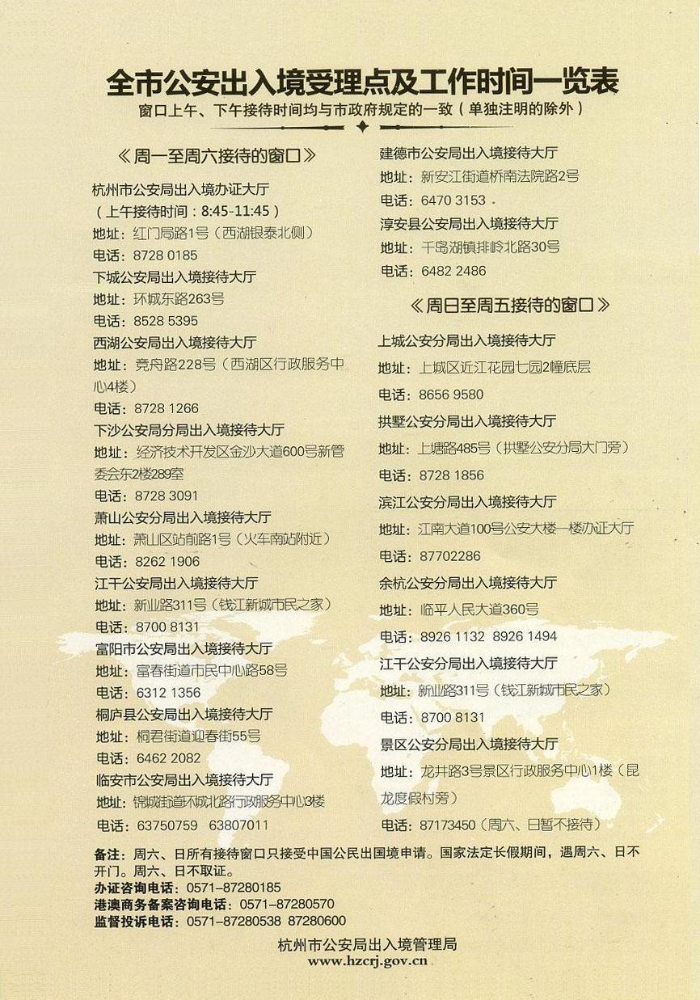 全市公安出入境受理点及工作时间一览表
窗口上午、下午接待时间均与市政府规定的一致（单独注明的除外）
《周一至周六接待的窗口》
杭州市公安局出入境办证大厅
（上午接待时间：8:45-11:45）
地址：红门局路1号（西湖银泰北侧）
电话：8728 0185
下城公安局出入境接待大厅
地址：环城东路263号
电话：8528 5395
西湖公安局出入境接待大厅
地址：竞舟路228号（西湖区行政服务中
心4楼）
电话：8728 1266
下沙公安局分局出入境接待大厅
地址：经济技术开发区金沙大道600号新管
委会东2楼289室
电话：8728 3091
萧山公安分局出入境接待大厅
地址：萧山区站前路1号（火车南站附近）
电话：8262 1906
江干公安局出入境接待大厅
地址：新业路311号（钱江新城市民之家）
电话：8700 8131
富阳市公安局出入境接待大厅
地址：富春街道市民中心路58号
电话：6312 1356
桐庐县公安局出入境接待大厅
地址：桐君街道迎春街55号
电话：6462 2082
临安市公安局出入境接待大厅
地址：锦城街道环城北路行政服务中心3楼
电话：63750759 63807011
建德市公安局出入境接待大厅
地址：新安江街道桥南法院路2号
电话：6470 3153
淳安县公安局出入境接待大厅
地址：千岛湖镇排岭北路30号
电话：6482 2486
《周日至周五接待的窗口》
上城公安分局出入境接待大厅
地址：上城区近江花园七园2幢底层
电话：8656 9580
拱墅公安分局出入境接待大厅
地址：上塘路485号（拱墅公安分局大门旁）
电话：8728 1856
滨江公安分局出入境接待大厅
地址：江南大道100号公安大楼一楼办证大厅
电话：87702286
余杭公安分局出入境接待大厅
地址：临平人民大道360号
电话：8926 1132 8926 1494
江干公安分局出入境接待大厅
地址：新业路311号（钱江新城市民之家）
电话：8700 8131
景区公安分局出入境接待大厅
地址：龙井路3号景区行政服务中心1楼（昆
龙度假村旁）
电话：87173450（周六、日暂不接待）
备注：周六、日所有接待窗口只接受中国公民出国境申请。国家法定长假期间，遇周六、日不
开门。周六、日不取证。
办证咨询电话：0571-87280185
港澳商务备案咨询电话：0571-87280570
监督投诉电话：0571-87280538 87280600
杭州市公安局出入境管理局
www.hzcrj.gov.cn